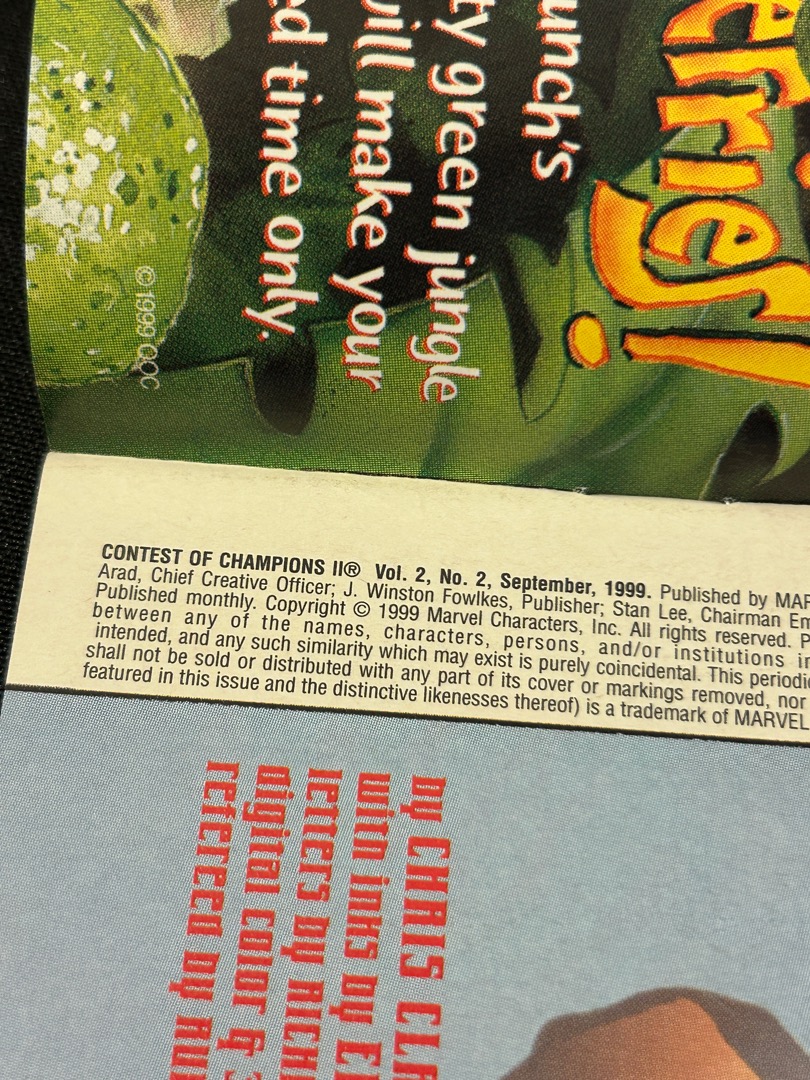 unch's
ty green jungle
will make your
ed time only.
erries!
© 1999 QOC
CONTEST OF CHAMPIONS II® Vol. 2, No. 2, September, 1999. Published by MAR
Arad, Chief Creative Officer; J. Winston Fowlkes, Publisher; Stan Lee, Chairman Em
Published monthly. Copyright © 1999 Marvel Characters, Inc. All rights reserved. P
between any of the names, characters, persons, and/or institutions in
intended, and any such similarity which may exist is purely coincidental. This periodic
shall not be sold or distributed with any part of its cover or markings removed, nor
featured in this issue and the distinctive likenesses thereof) is a trademark of MARVEL
by CHRIS CLAR
with inks by
letters by RICH
digital color &
refereed by